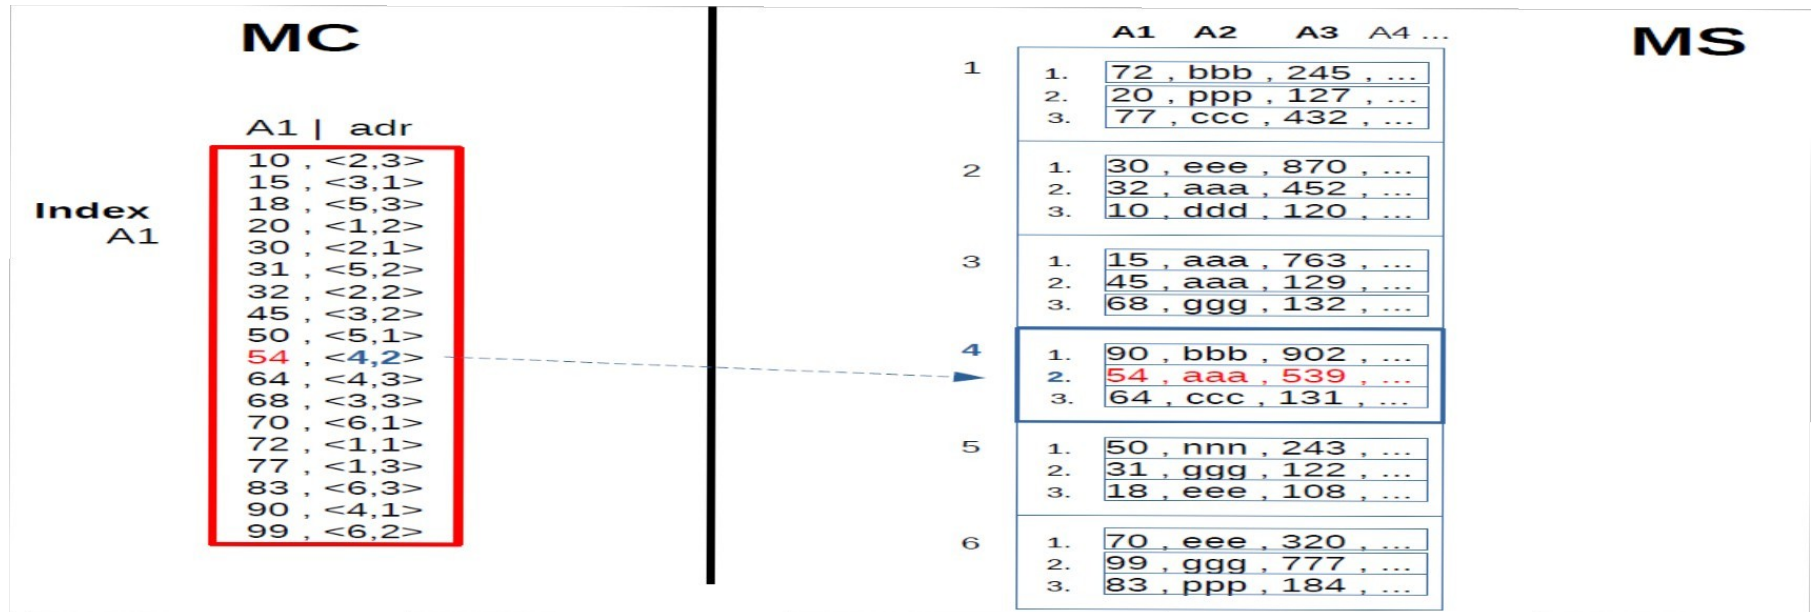 MC
A1 | adr
Index
A1
10 , <2,3>
15 , <3,1>
18 , <5,3>
20 , <1,2>
30 , <2,1>
31 , <5,2>
32 , <2,2>
45 , <3,2>
50 , <5,1>
54 , <4,2>
64 , <4,3>
68 , <3,3>
70 , <6,1>
72 , <1,1>
77 , <1,3>
83 , <6,3>
90 , <4,1>
99 , <6,2>
MS
A1 A2 A3 A4 ...
1
1. 72 , bbb , 245 , ...
2. 20 , ppp , 127 , ...
3. 77 , ccc , 432 , ...
2
1. 30 , eee , 870 , ...
2. 32 , aaa , 452 , ...
3. 10 , ddd , 120 , ...
3
1. 15 , aaa , 763 , ...
2. 45 , aaa , 129 , ...
3. 68 , ggg , 132 , ...
4
1. 90 , bbb , 902 , ...
2. 54 , aaa , 539 , ...
3. 64 , ccc , 131 , ...
5
1. 50 , nnn , 243 , ...
2. 31 , ggg , 122 , ...
3. 18 , eee , 108 , ...
6
1. 70 , eee , 320 , ...
2. 99 , ggg , 777 , ...
3. 83 , ppp , 184 , ...